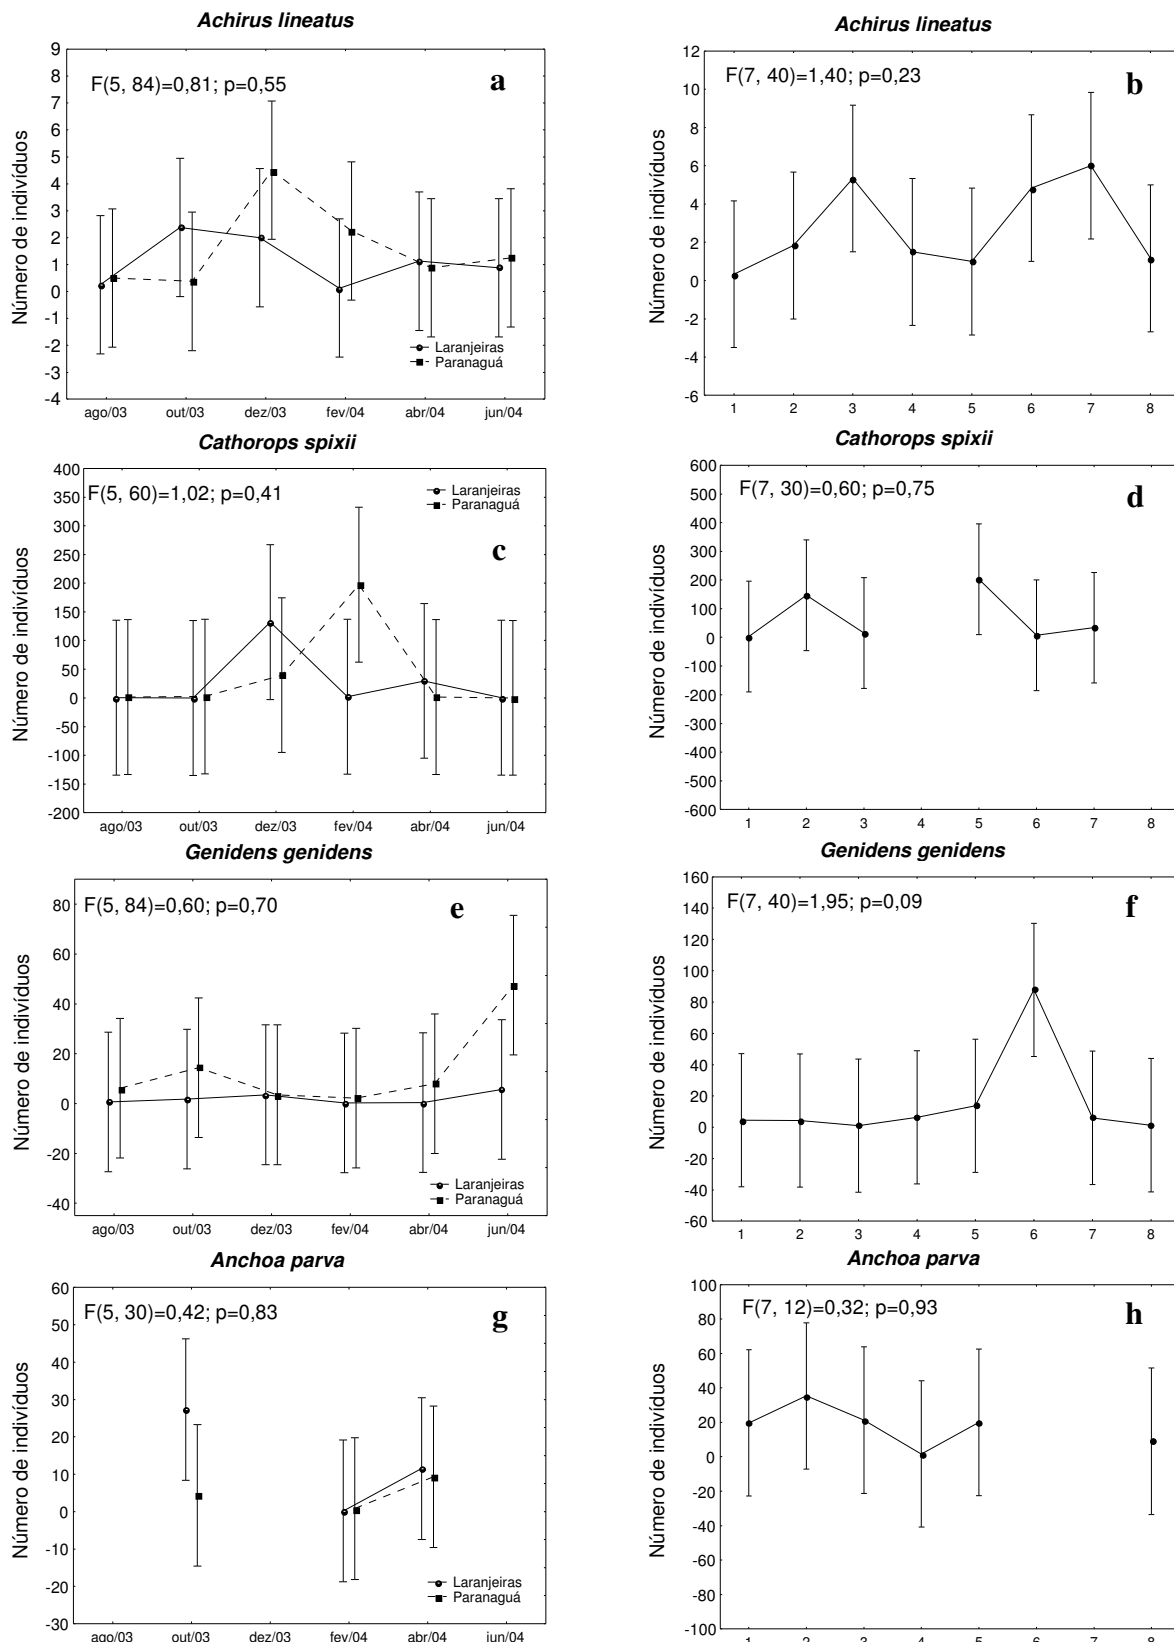 Achirus lineatus
9
8
7
6
5
4
3
2
1
0
-1
-2
-3
-4
Número de indivíduos
F(5, 84)=0,81; p=0,55
a
Laranjeiras
Paranaguá
ago/03 out/03 dez/03 fev/04 abr/04 jun/04
Achirus lineatus
12
10
8
6
4
2
0
-2
-4
-6
Número de indivíduos
F(7, 40)=1,40; p=0,23
b
1 2 3 4 5 6 7 8
Cathorops spixii
400
350
300
250
200
150
100
50
0
-50
-100
-150
-200
Número de indivíduos
F(5, 60)=1,02; p=0,41
Laranjeiras
Paranaguá
c
ago/03 out/03 dez/03 fev/04 abr/04 jun/04
Cathorops spixii
600
500
400
300
200
100
0
-100
-200
-300
-400
-500
-600
Número de indivíduos
F(7, 30)=0,60; p=0,75
d
1 2 3 4 5 6 7 8
Genidens genidens
80
60
40
20
0
-20
-40
Número de indivíduos
F(5, 84)=0,60; p=0,70
e
Laranjeiras
Paranaguá
ago/03 out/03 dez/03 fev/04 abr/04 jun/04
Genidens genidens
160
140
120
100
80
60
40
20
0
-20
-40
-60
Número de indivíduos
F(7, 40)=1,95; p=0,09
f
1 2 3 4 5 6 7 8
Anchoa parva
60
50
40
30
20
10
0
-10
-20
-30
Número de indivíduos
F(5, 30)=0,42; p=0,83
g
Laranjeiras
Paranaguá
ago/03 out/03 dez/03 fev/04 abr/04 jun/04
Anchoa parva
100
80
60
40
20
0
-20
-40
-60
-80
-100
Número de indivíduos
F(7, 12)=0,32; p=0,93
h
1 2 3 4 5 6 7 8